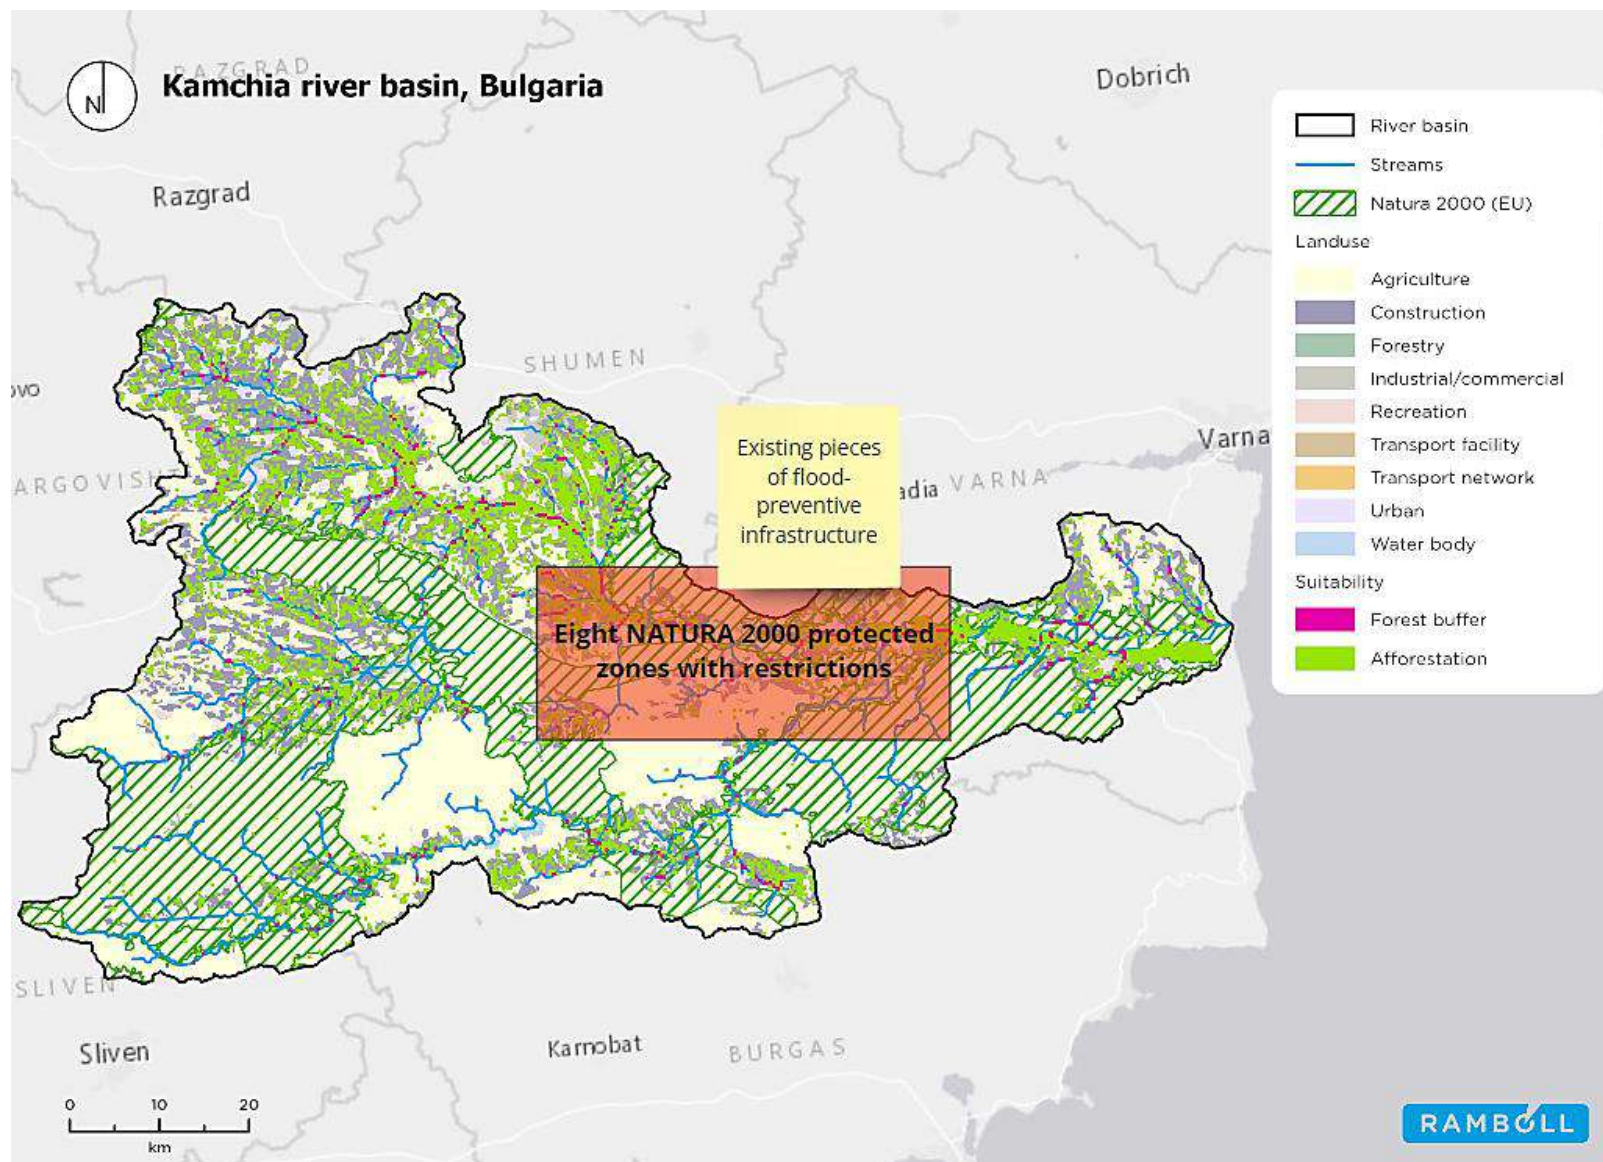 RAZGRAD
Kamchia river basin, Bulgaria
N
Dobrich
Razgrad
River basin
Streams
Natura 2000 (EU)
Landuse
Agriculture
Construction
Forestry
Industrial/commercial
Recreation
Transport facility
Transport network
Urban
Water body
Suitability
Forest buffer
Afforestation
SHUMEN
ovo
Varna
ARGOVISHT
Existing pieces
of flood-
preventive
infrastructure
adia
VARNA
Eight NATURA 2000 protected
zones with restrictions
SLIVEN
Sliven
Karnobat
BURGAS
0 10 20
km
RAMBOLL